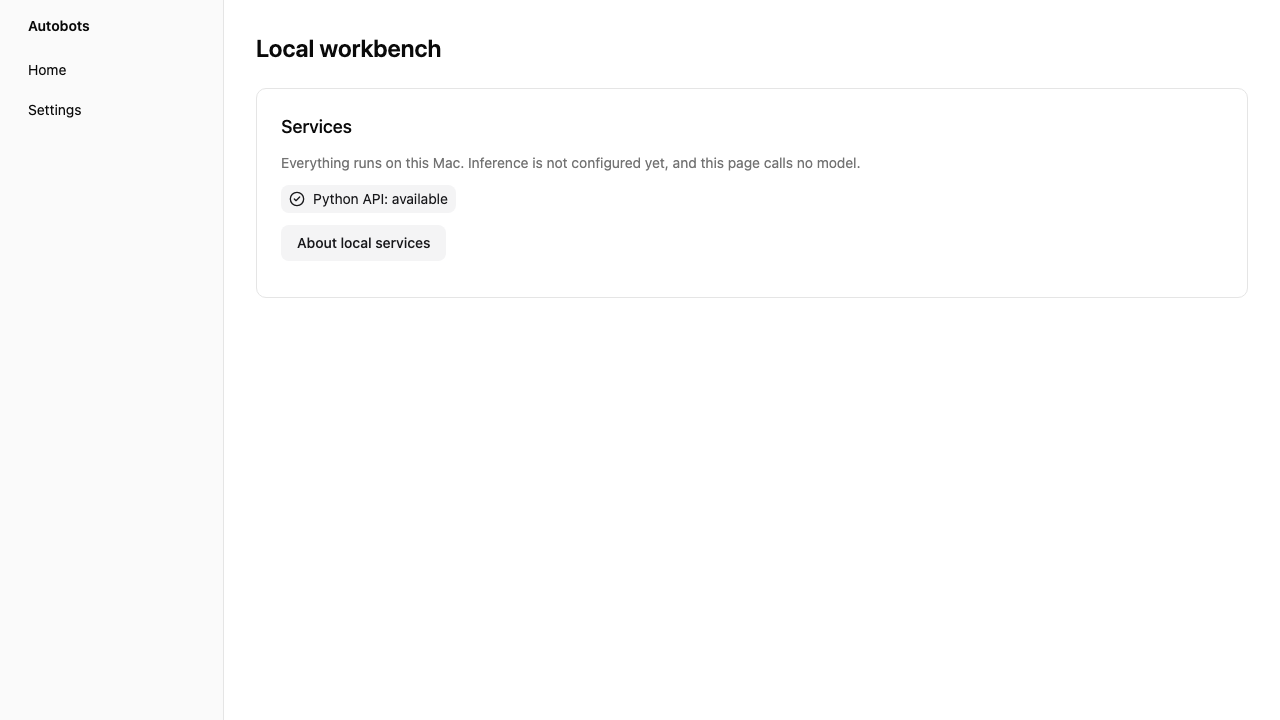 Autobots
Home
Settings
Local workbench
Services
Everything runs on this Mac. Inference is not configured yet, and this page calls no model.
Python API: available
About local services